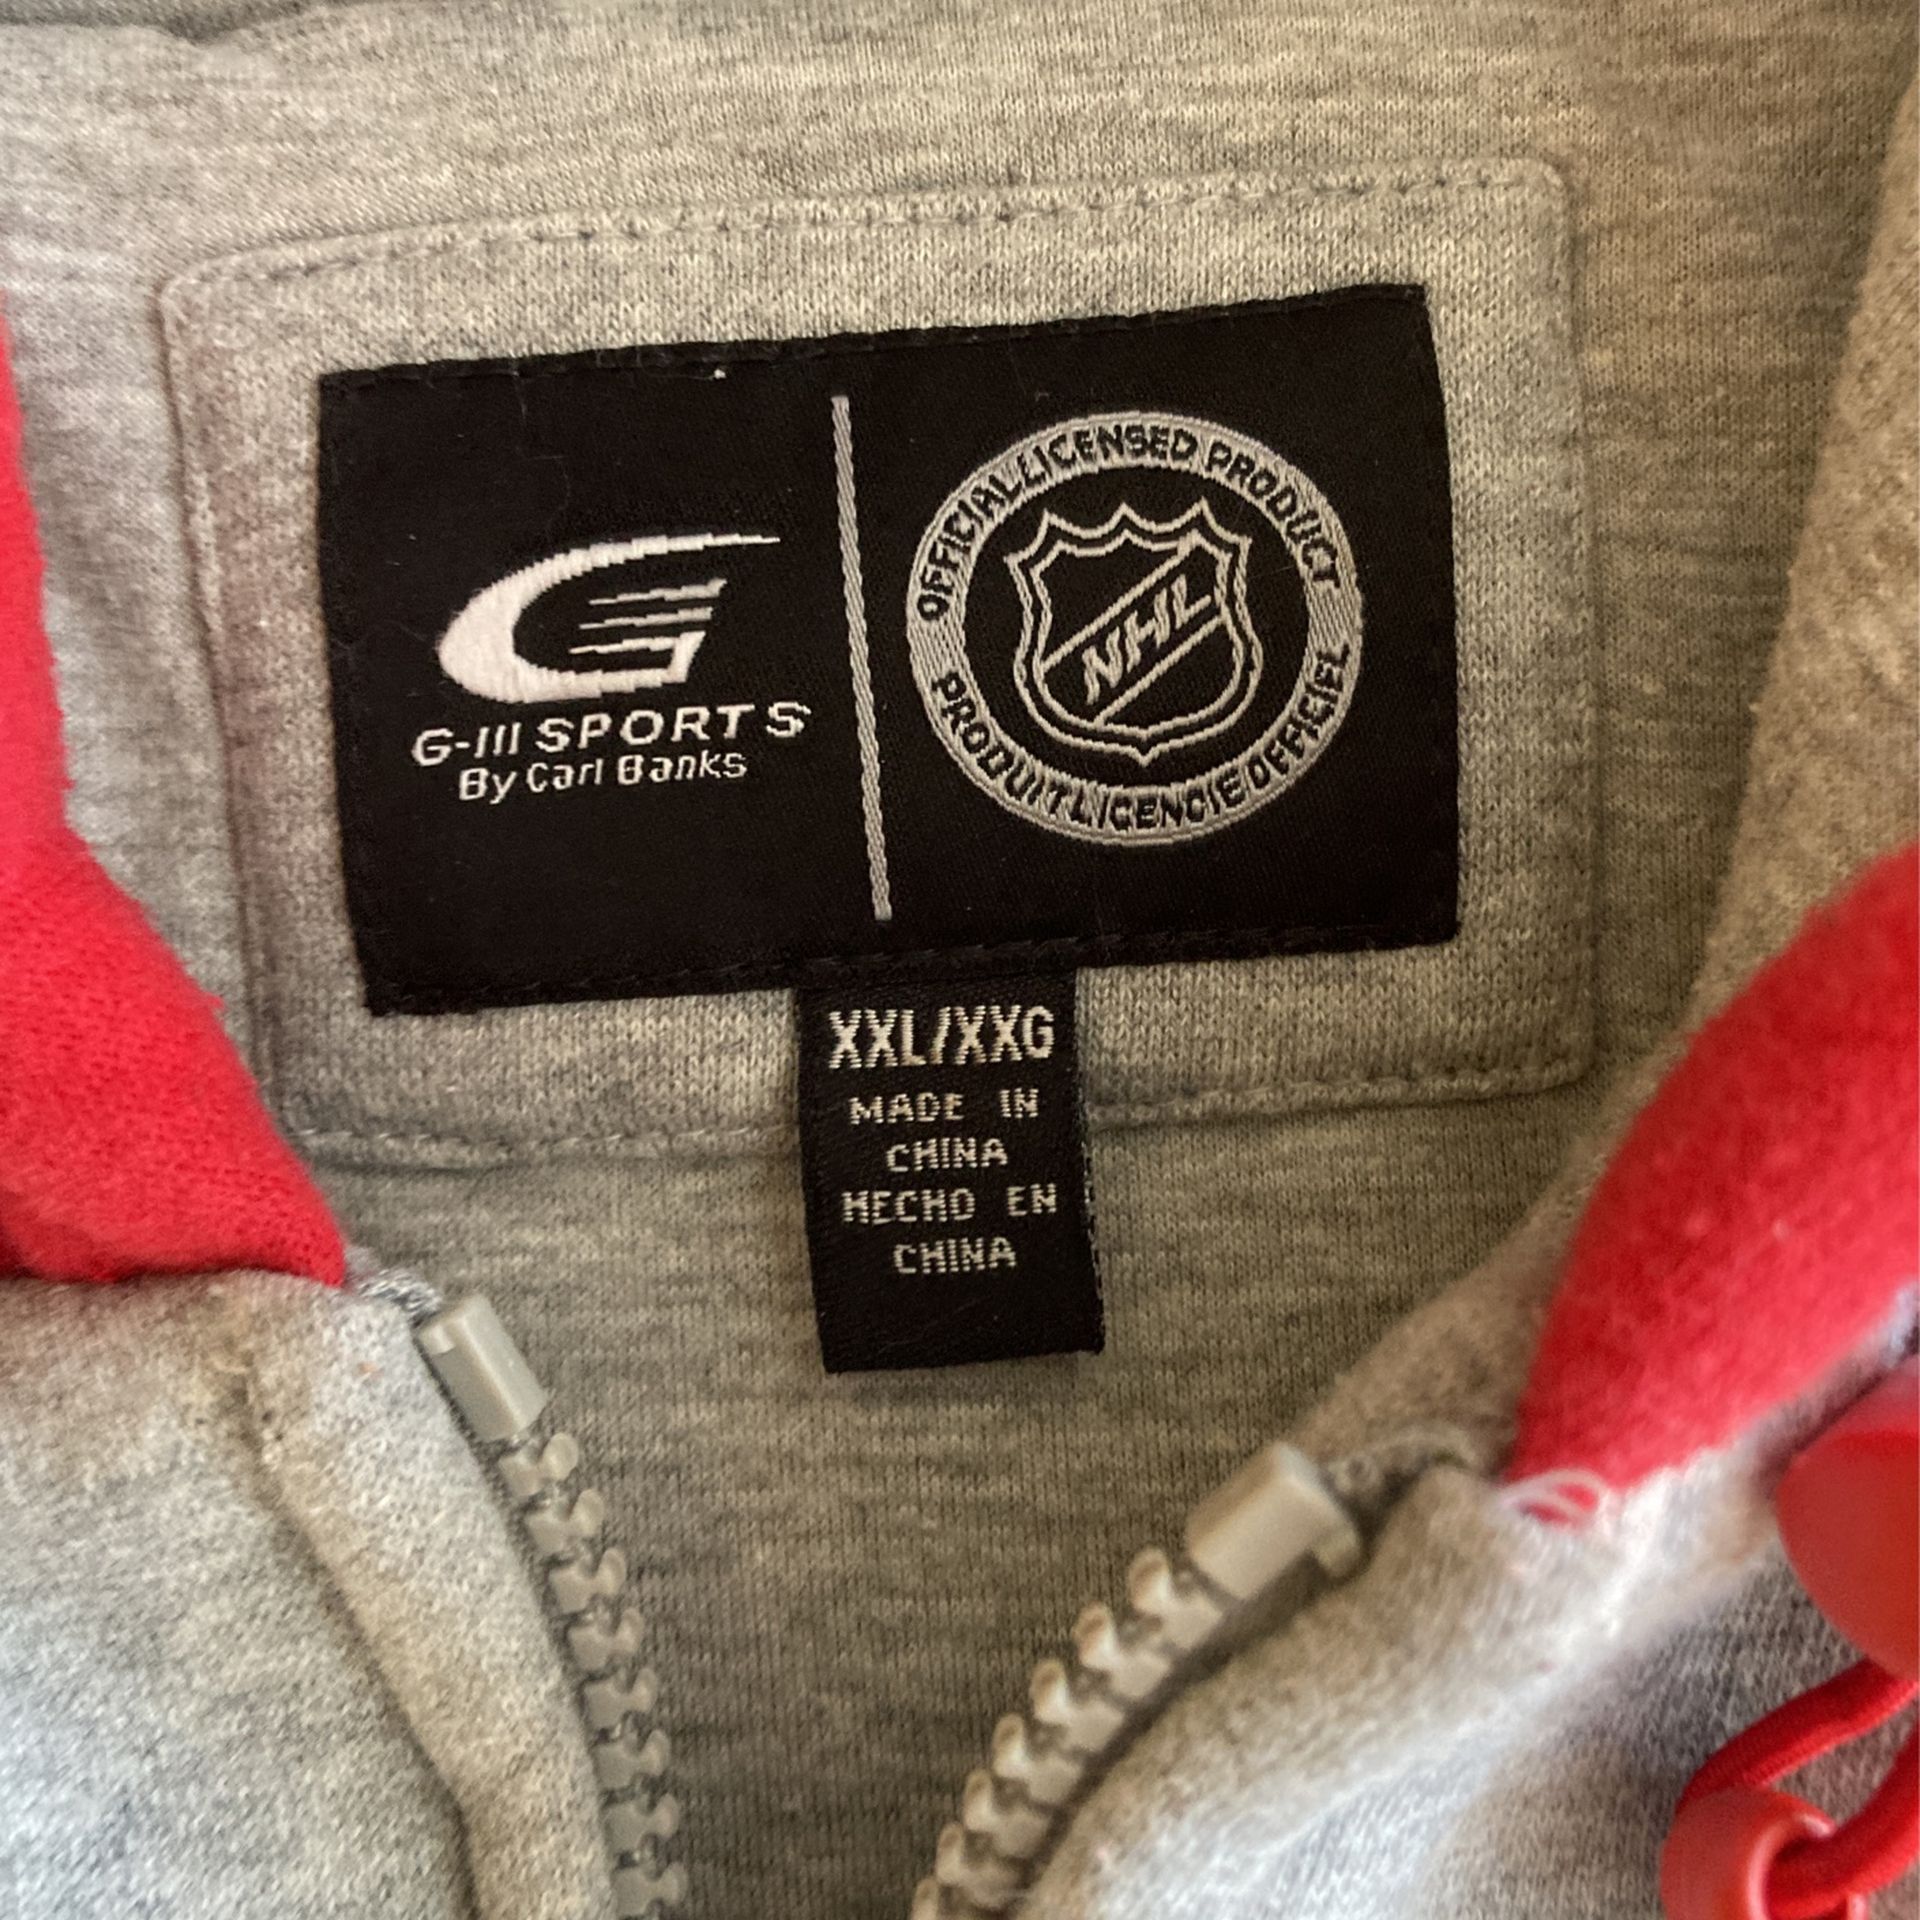 G-III SPORTS
By Carl Banks
OFFICIAL LICENSED PRODUCT
NHL
PRODUIT LICENCIE OFFICIEL
XXL/XXG
MADE IN
CHINA
HECHO EN
CHINA